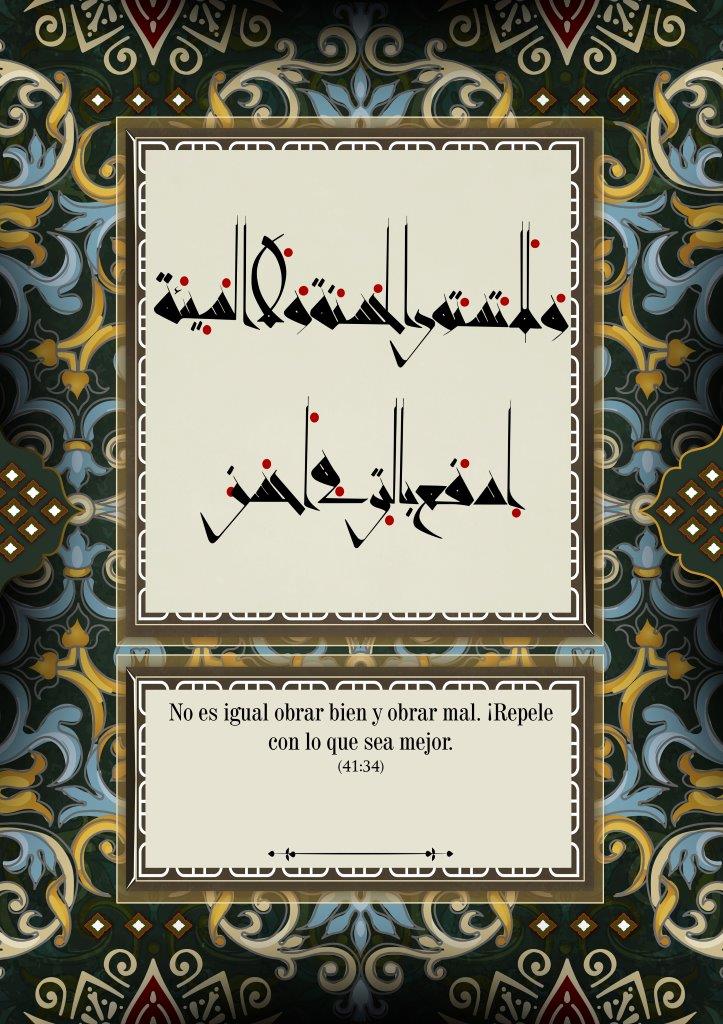 ولا تستوي الحسنة ولا السيئة
ادفع بالتي هي أحسن
No es igual obrar bien y obrar mal. ¡Repele
con lo que sea mejor.
(41:34)